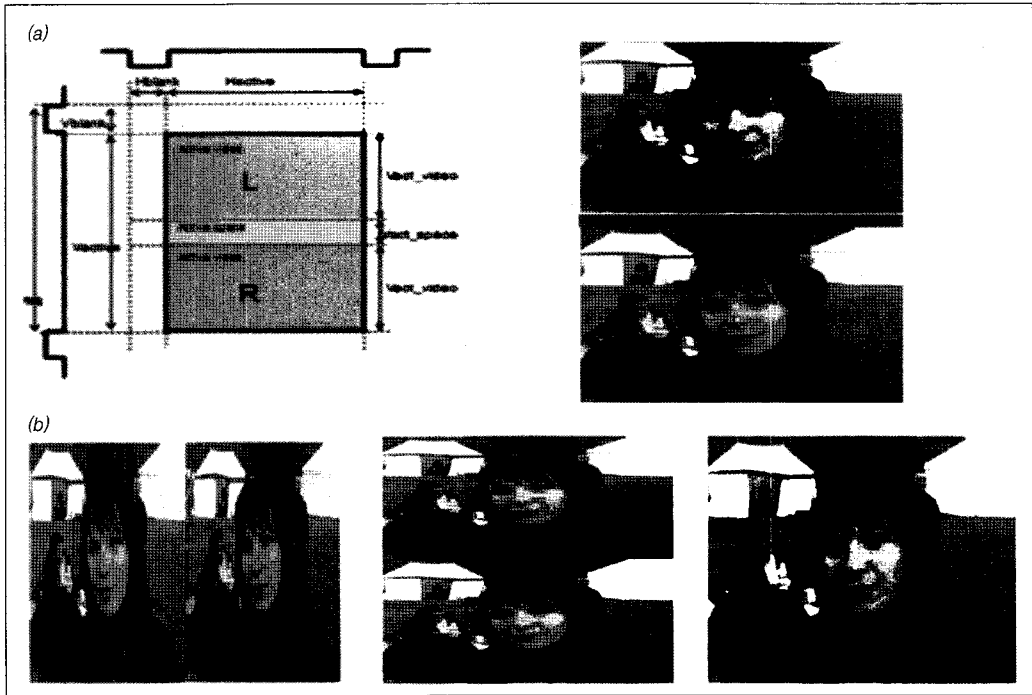 (a)
Hblank
Hactive
Vblank
L
Vact_video
Vact_space
Vactive
R
Vact_video
(b)